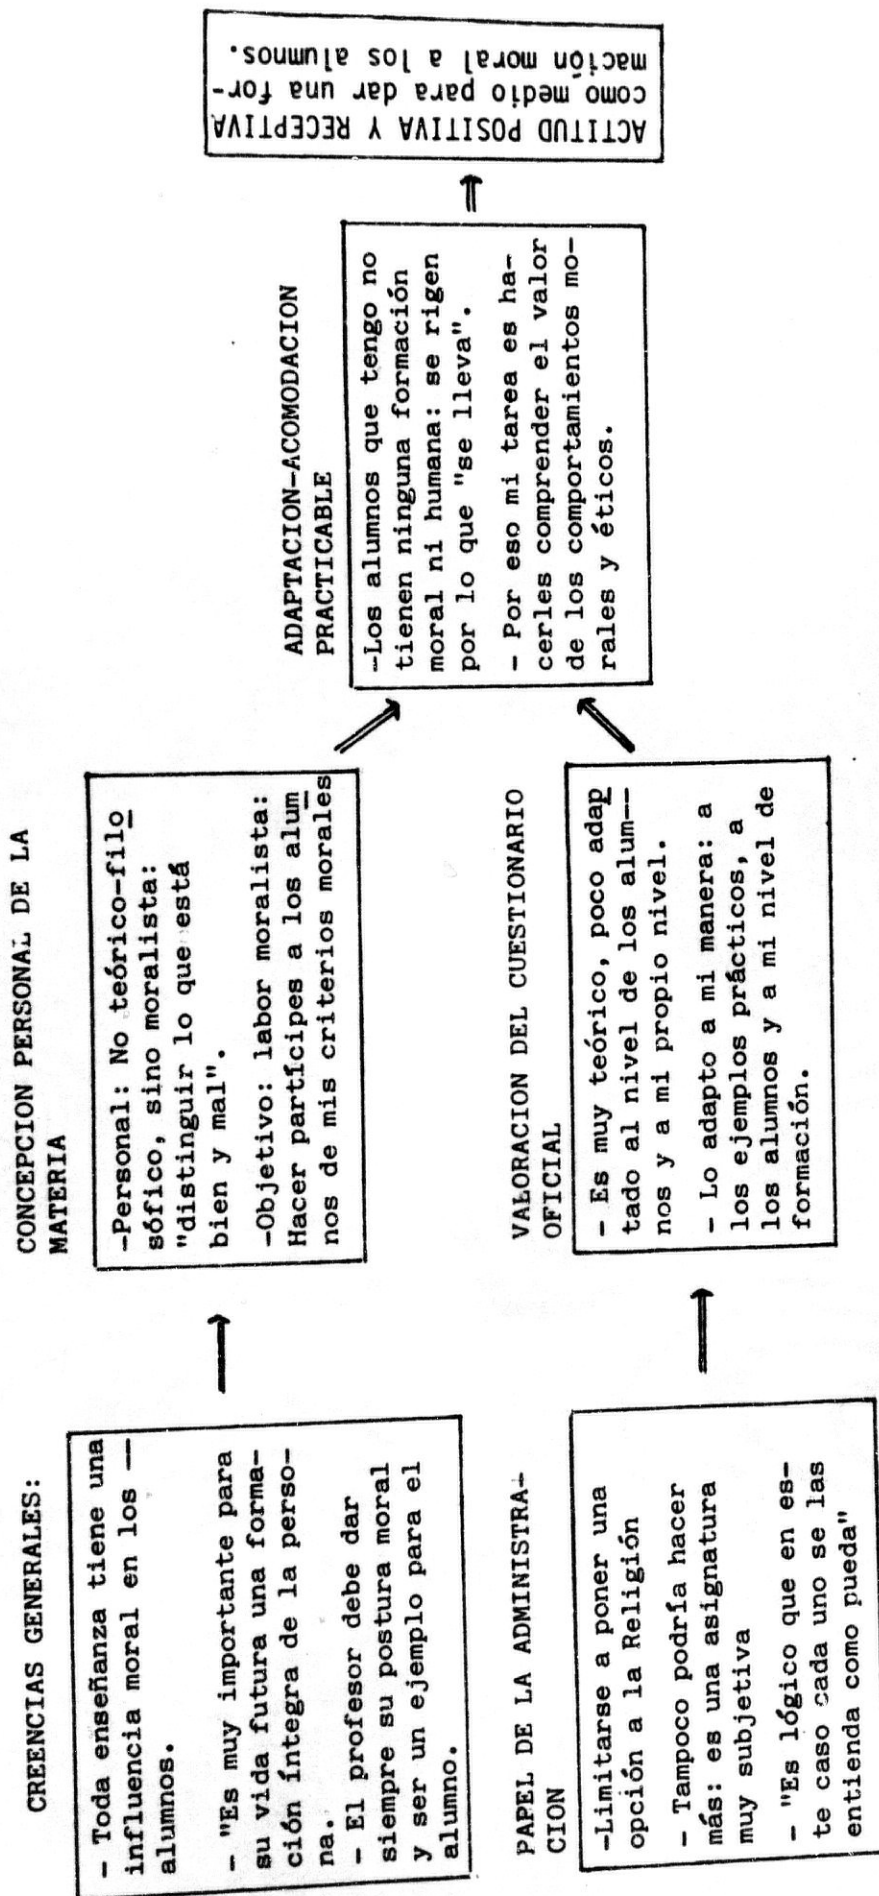 CREENCIAS GENERALES:
- Toda enseñanza tiene una
influencia moral en los --
alumnos.
- "Es muy importante para
su vida futura una forma-
ción íntegra de la perso-
na.
- El profesor debe dar
siempre su postura moral
y ser un ejemplo para el
alumno.
PAPEL DE LA ADMINISTRA-
CION
-Limitarse a poner una
opción a la Religión
- Tampoco podría hacer
más: es una asignatura
muy subjetiva
- "Es lógico que en es-
te caso cada uno se las
entienda como pueda"
CONCEPCION PERSONAL DE LA
MATERIA
-Personal: No teórico-filo
sófico, sino moralista:
"distinguir lo que está
bien y mal".
-Objetivo: labor moralista:
Hacer partícipes a los alum
nos de mis criterios morales
VALORACION DEL CUESTIONARIO
OFICIAL
- Es muy teórico, poco adap
tado al nivel de los alum--
nos y a mi propio nivel.
- Lo adapto a mi manera: a
los ejemplos prácticos, a
los alumnos y a mi nivel de
formación.
ADAPTACION-ACOMODACION
PRACTICABLE
-Los alumnos que tengo no
tienen ninguna formación
moral ni humana: se rigen
por lo que "se lleva".
- Por eso mi tarea es ha-
cerles comprender el valor
de los comportamientos mo-
rales y éticos.
ACTITUD POSITIVA Y RECEPTIVA
como medio para dar una for-
mación moral a los alumnos.